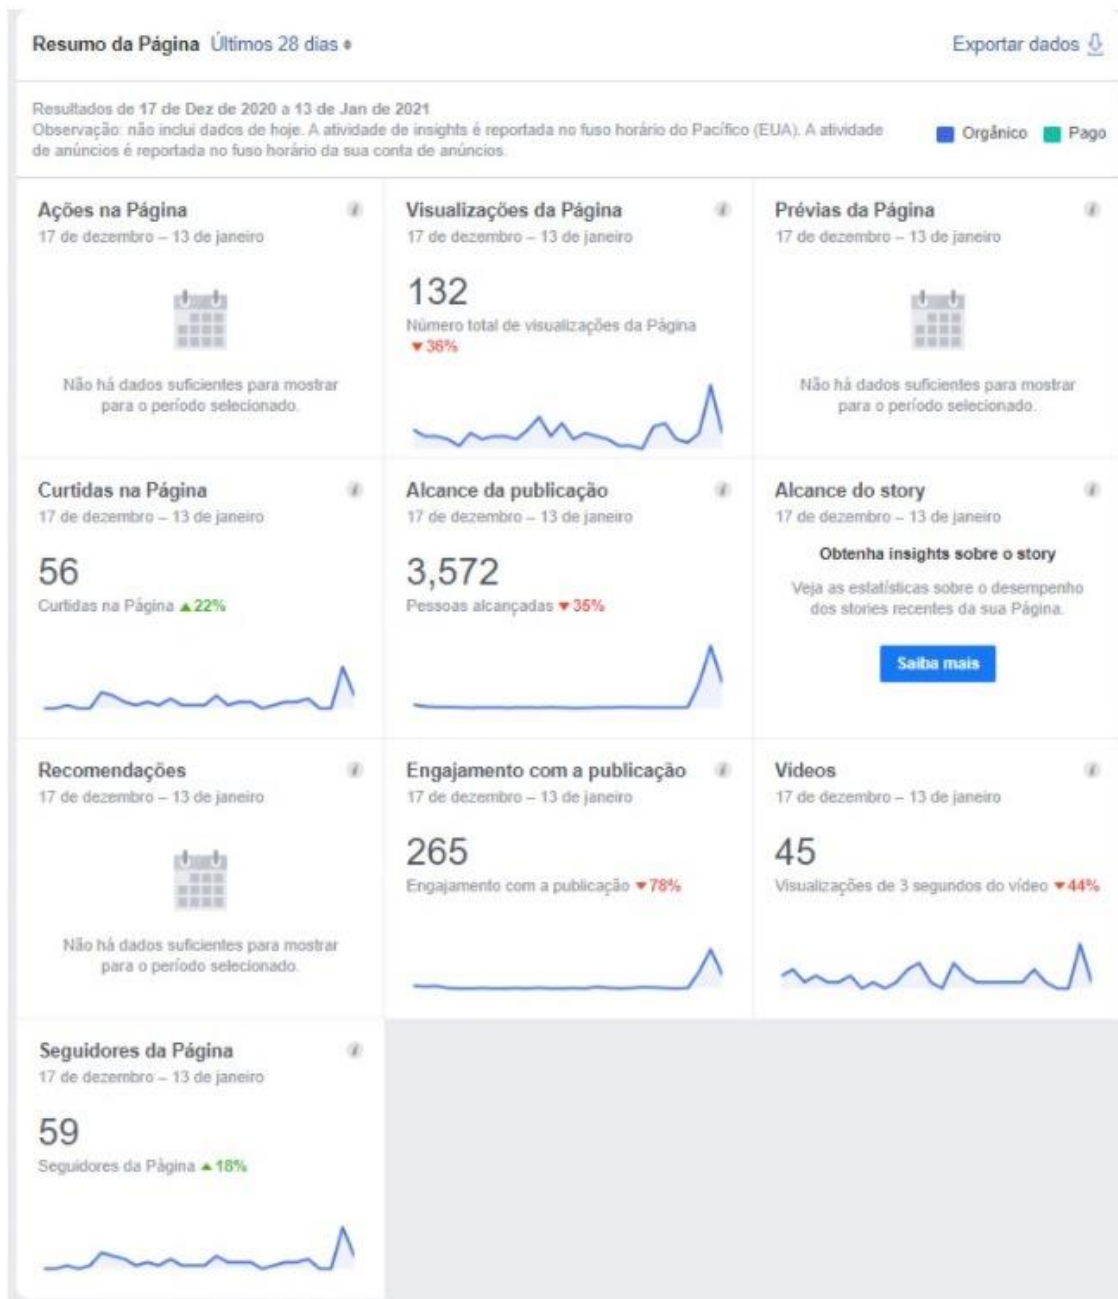 Resumo da Página Últimos 28 dias
Exportar dados
Resultados de 17 de Dez de 2020 a 13 de Jan de 2021
Observação: não inclui dados de hoje. A atividade de insights é reportada no fuso horário do Pacífico (EUA). A atividade
de anúncios é reportada no fuso horário da sua conta de anúncios.
Orgânico Pago
Ações na Página
17 de dezembro – 13 de janeiro
Não há dados suficientes para mostrar
para o período selecionado.
Visualizações da Página
17 de dezembro – 13 de janeiro
132
Número total de visualizações da Página
▼36%
Prévias da Página
17 de dezembro – 13 de janeiro
Não há dados suficientes para mostrar
para o período selecionado.
Curtidas na Página
17 de dezembro – 13 de janeiro
56
Curtidas na Página ▲22%
Alcance da publicação
17 de dezembro – 13 de janeiro
3,572
Pessoas alcançadas ▼35%
Alcance do story
17 de dezembro – 13 de janeiro
Obtenha insights sobre o story
Veja as estatísticas sobre o desempenho
dos stories recentes da sua Página.
Saiba mais
Recomendações
17 de dezembro – 13 de janeiro
Não há dados suficientes para mostrar
para o período selecionado.
Engajamento com a publicação
17 de dezembro – 13 de janeiro
265
Engajamento com a publicação ▼78%
Vídeos
17 de dezembro – 13 de janeiro
45
Visualizações de 3 segundos do vídeo ▼44%
Seguidores da Página
17 de dezembro – 13 de janeiro
59
Seguidores da Página ▲18%